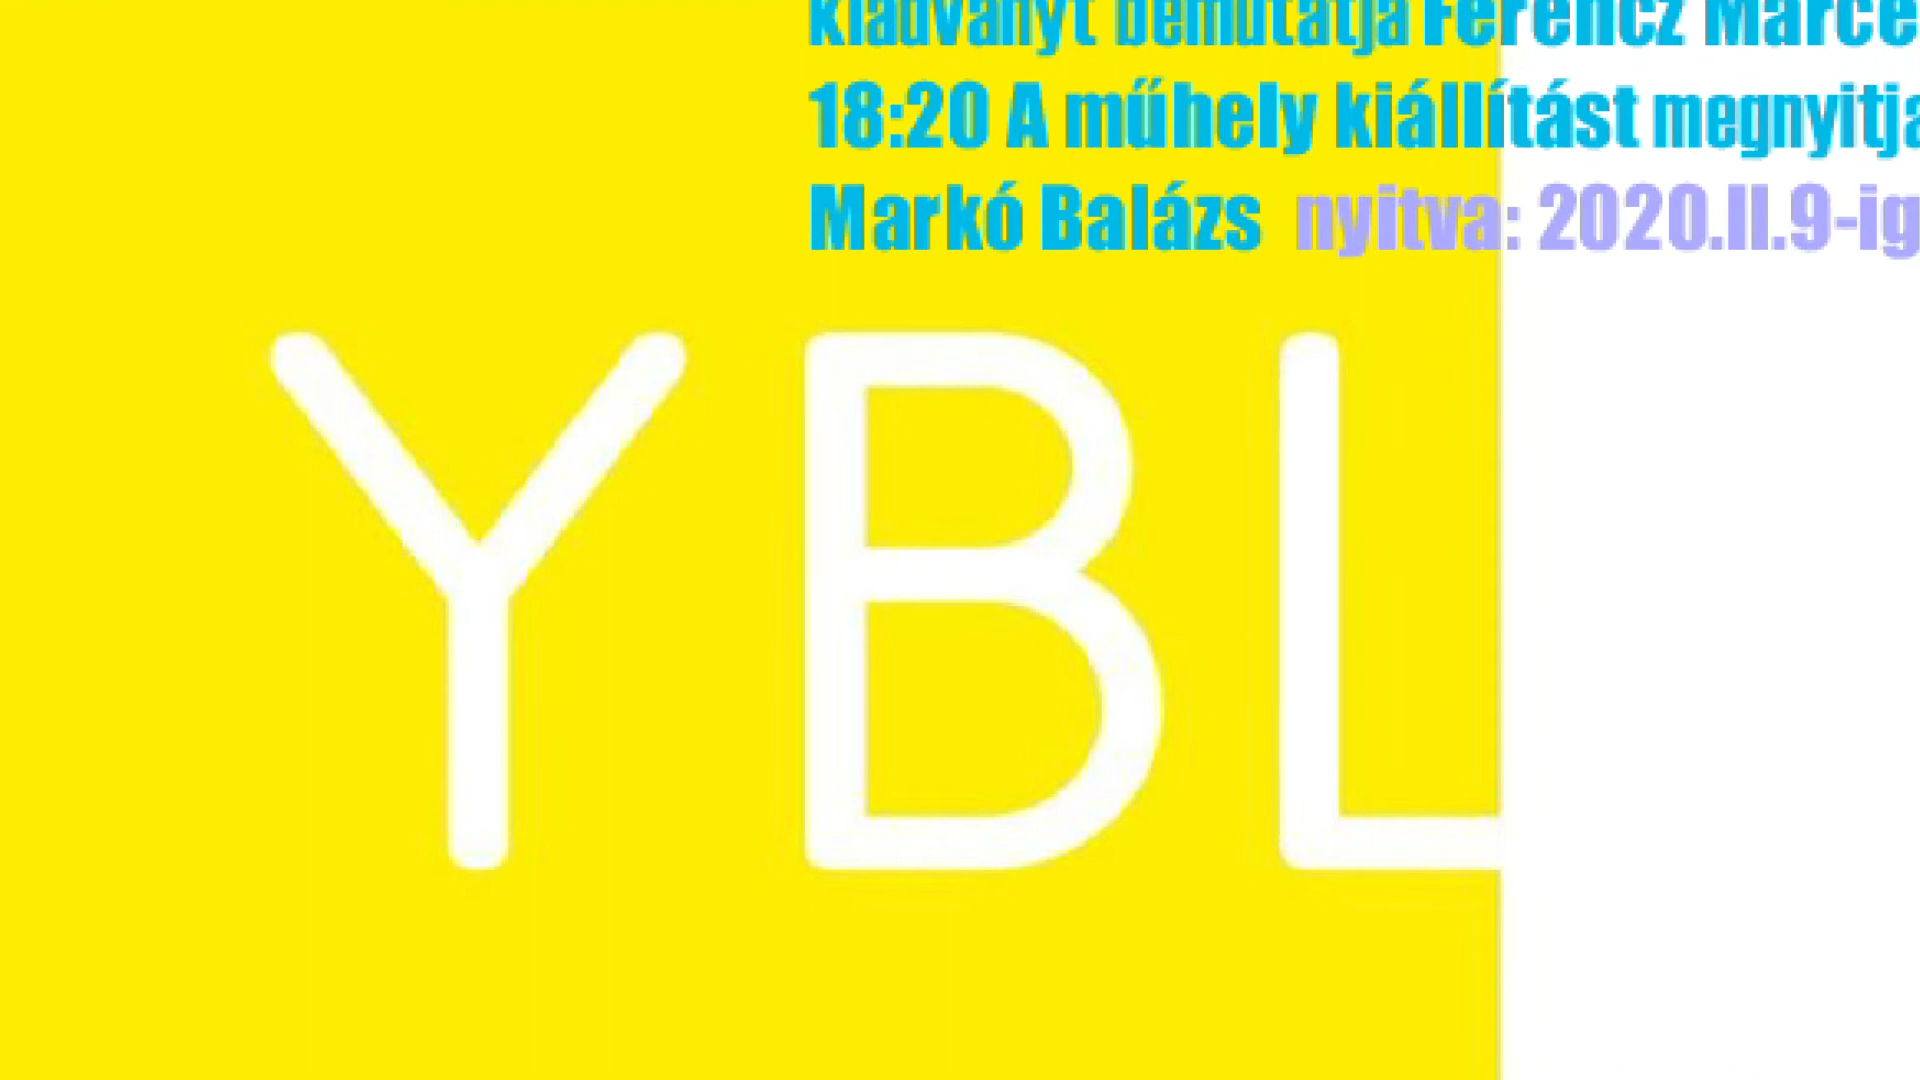 kiadványt bemutatja Ferencz Marce
18:20 A műhely kiállítást megnyitja
Markó Balázs nyitva: 2020.II.9-ig
YBL